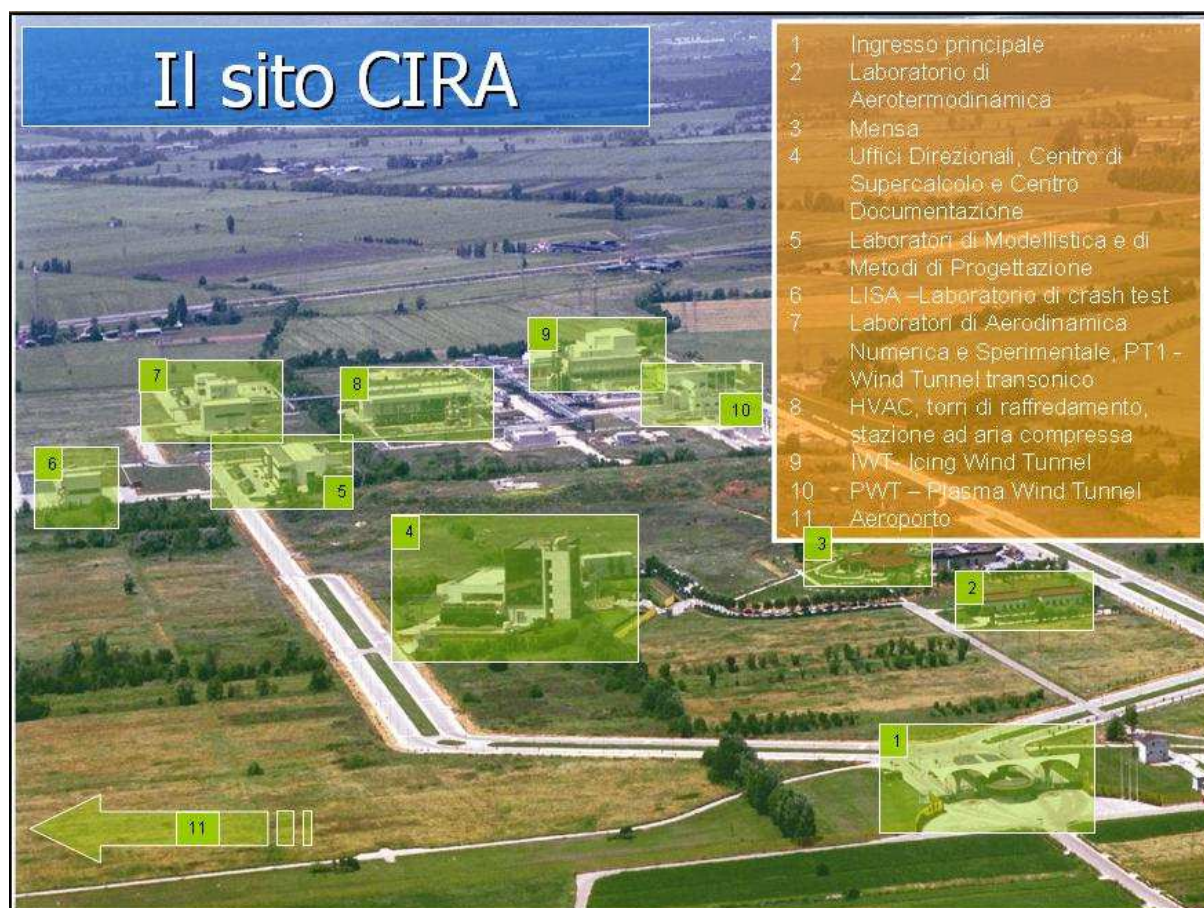 Il sito CIRA
1 Ingresso principale
2 Laboratorio di
Aerotermodinamica
3 Mensa
4 Uffici Direzionali, Centro di
Supercalcolo e Centro
Documentazione
5 Laboratori di Modellistica e di
Metodi di Progettazione
6 LISA –Laboratorio di crash test
7 Laboratori di Aerodinamica
Numerica e Sperimentale, PT1 -
Wind Tunnel transonico
8 HVAC, torri di raffredamento,
stazione ad aria compressa
9 IWT- Icing Wind Tunnel
10 PWT – Plasma Wind Tunnel
11 Aeroporto
9
7
8
10
6
5
4
3
2
1
11